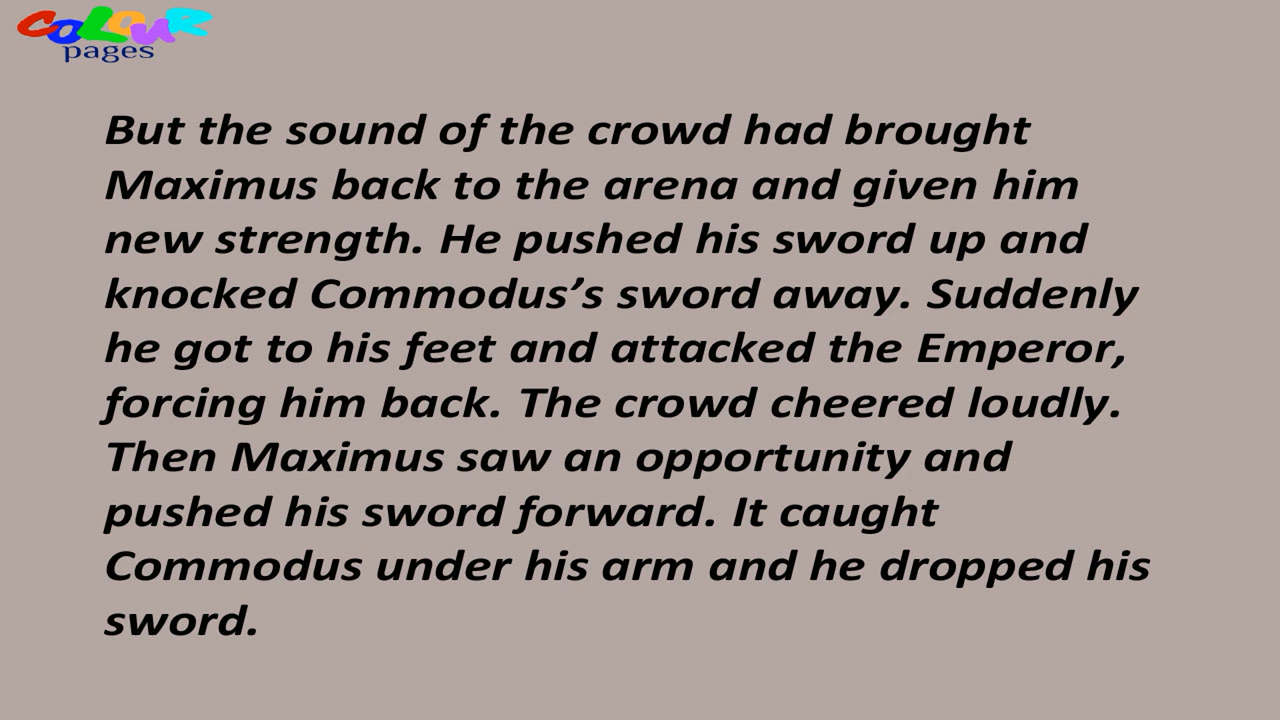 COLOUR
pages
But the sound of the crowd had brought
Maximus back to the arena and given him
new strength. He pushed his sword up and
knocked Commodus’s sword away. Suddenly
he got to his feet and attacked the Emperor,
forcing him back. The crowd cheered loudly.
Then Maximus saw an opportunity and
pushed his sword forward. It caught
Commodus under his arm and he dropped his
sword.